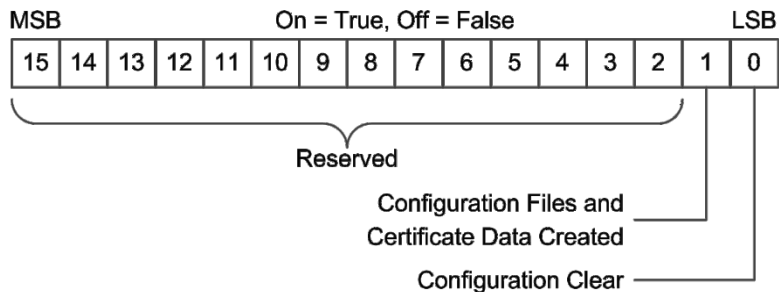 MSB On = True, Off = False LSB
15 14 13 12 11 10 9 8 7 6 5 4 3 2 1 0
Reserved
Configuration Files and
Certificate Data Created
Configuration Clear